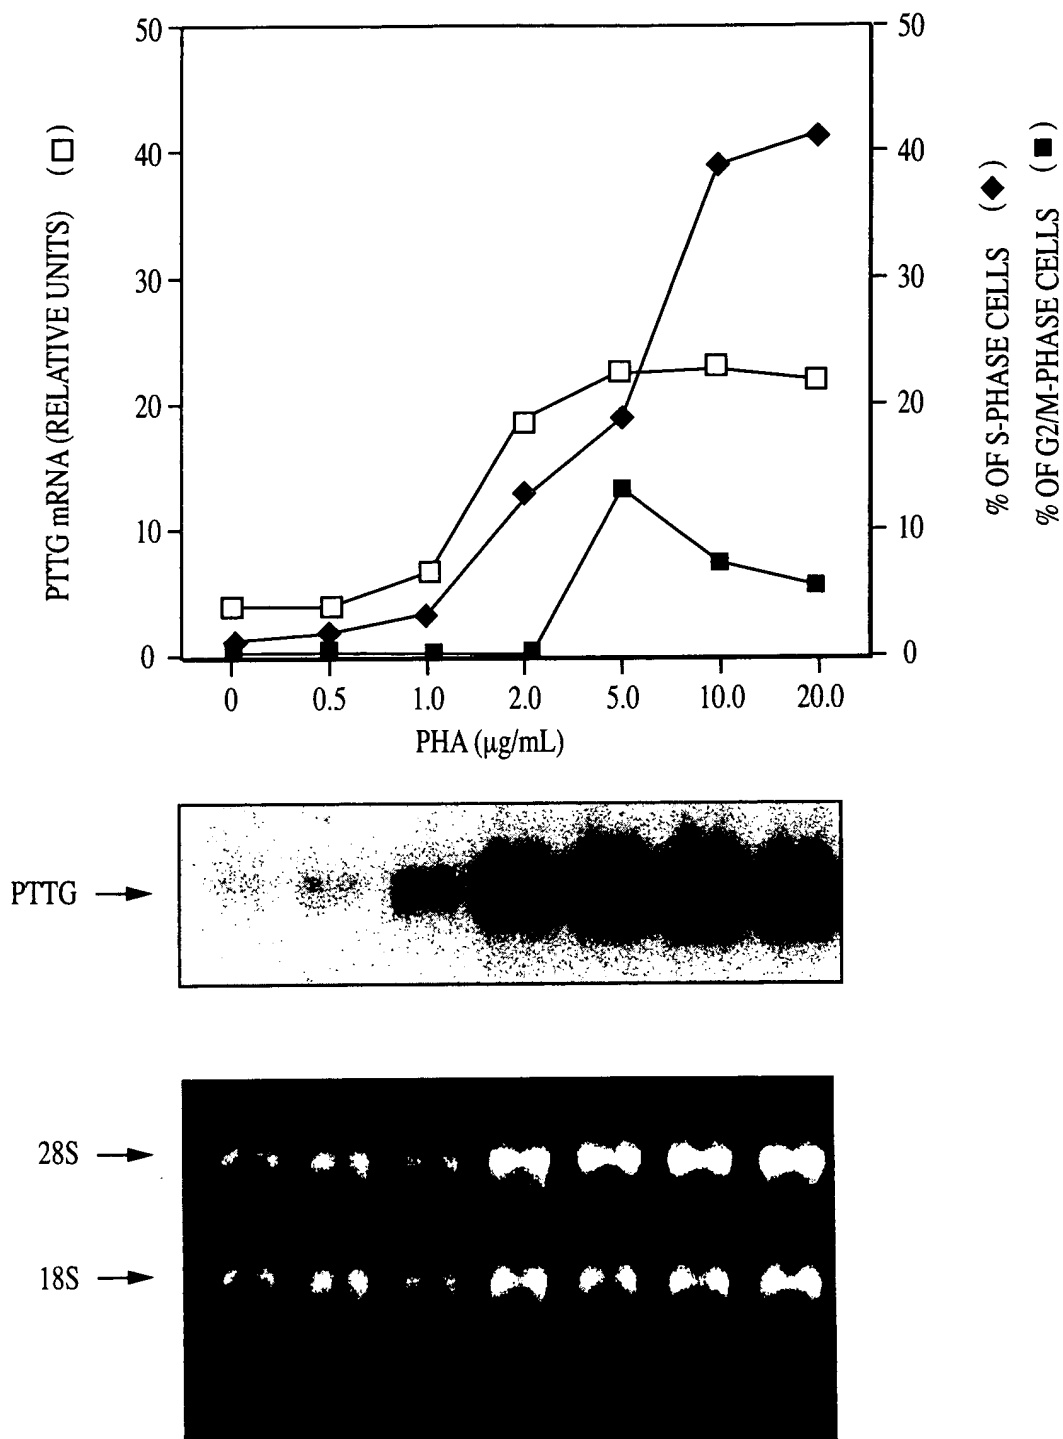 50
40
30
20
10
0
PTTG mRNA (RELATIVE UNITS) (□)
50
40
30
20
10
0
% OF S-PHASE CELLS (◆)
% OF G2/M-PHASE CELLS (■)
0 0.5 1.0 2.0 5.0 10.0 20.0
PHA (µg/mL)
PTTG
28S
18S